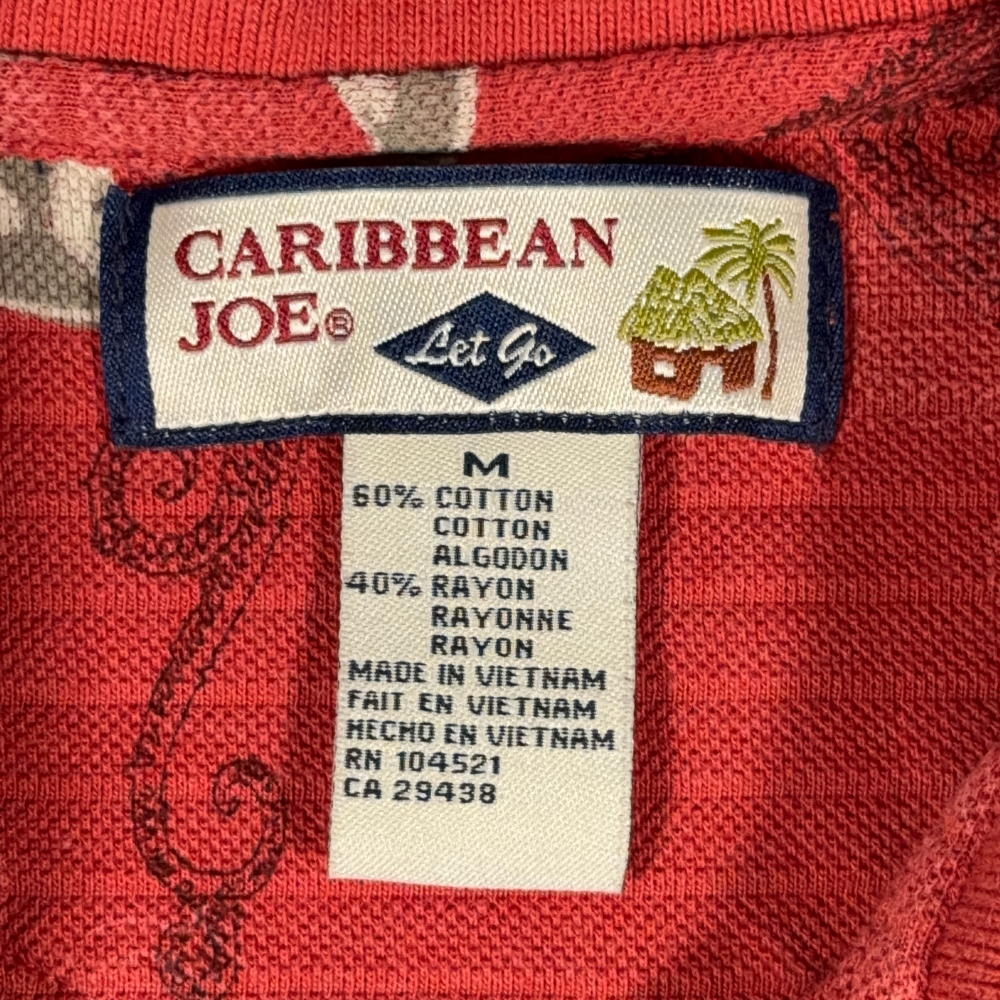 CARIBBEAN
JOE® Let Go
M
60% COTTON
COTTON
ALGODON
40% RAYON
RAYONNE
RAYON
MADE IN VIETNAM
FAIT EN VIETNAM
HECHO EN VIETNAM
RN 104521
CA 29438